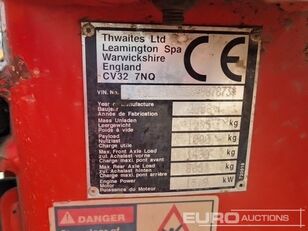 Thwaites Ltd
Leamington Spa
Warwickshire
England
CV32 7NQ
CE
VIN. No.
Year of Manufacture
Baujahr
Année de Fabrication
Mass Unladen
Leergewicht
Poids à vide
kg
Payload
Nutzlast
Charge utile
kg
Max. Front Axle Load
zul. Achslast vorne
Charge maxi. pont avant
kg
Max. Rear Axle Load
zul. Achslast hinten
Charge maxi. pont arrière
kg
Engine Power
Motor
Puissance du Moteur
kW
DANGER
EURO
AUCTIONS